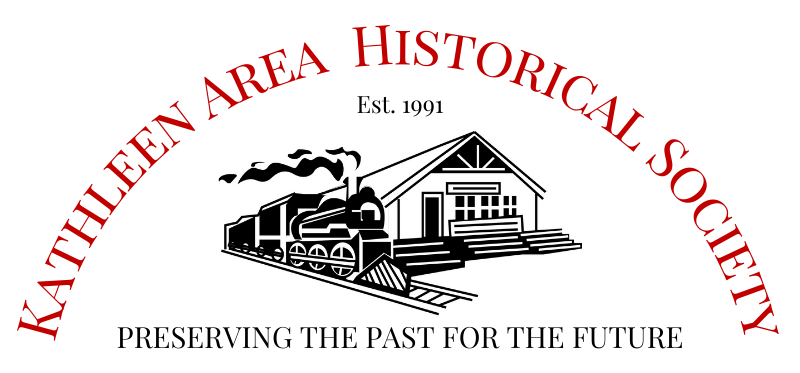 Kathleen Area Historical Society
Est. 1991
PRESERVING THE PAST FOR THE FUTURE